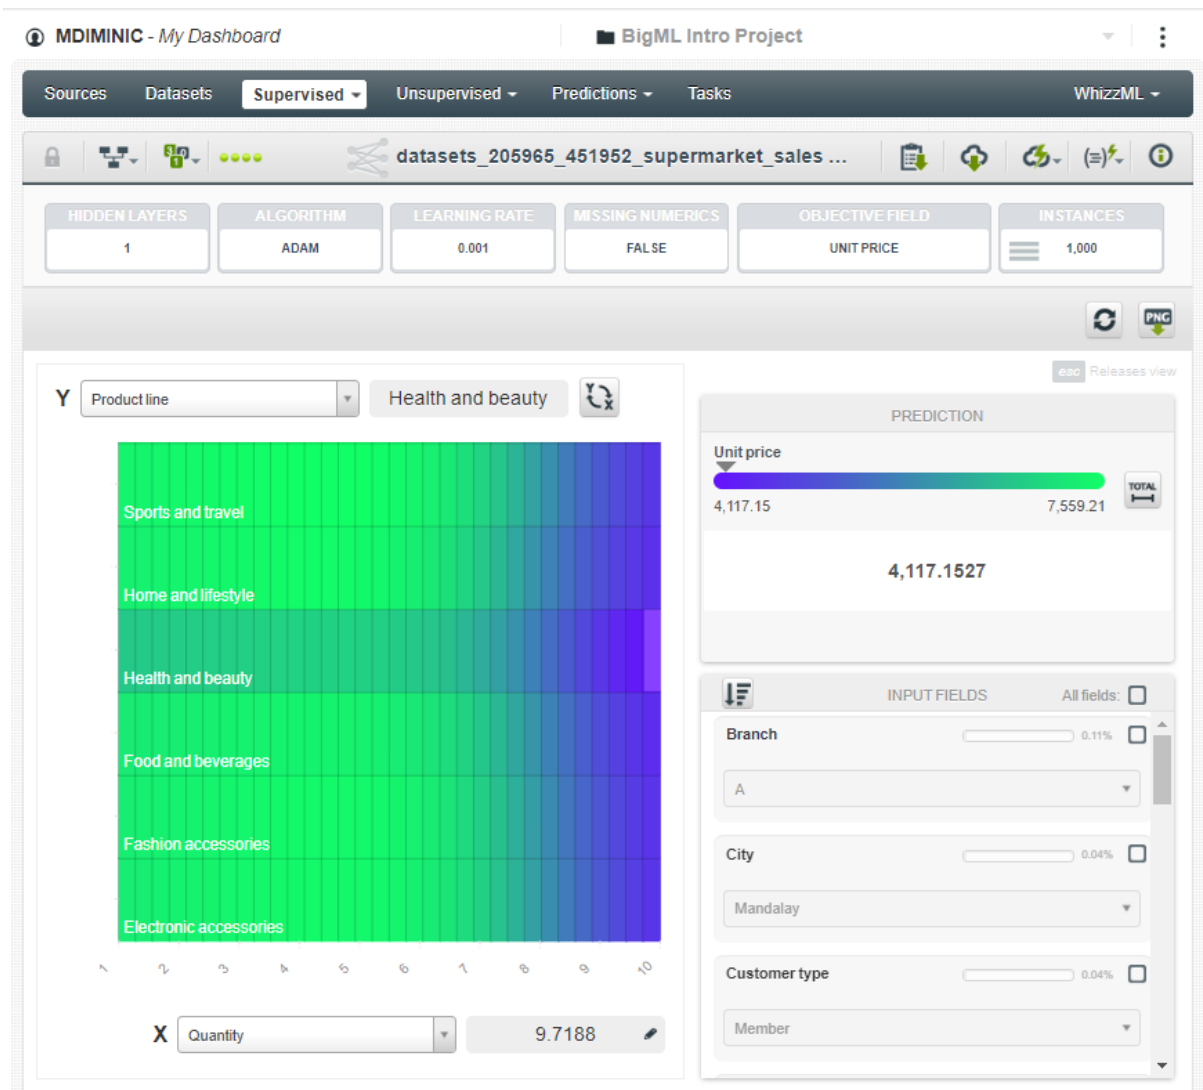 MDIMINIC - My Dashboard
BigML Intro Project
Sources Datasets Supervised Unsupervised Predictions Tasks WhizzML
datasets_205965_451952_supermarket_sales ...
HIDDEN LAYERS ALGORITHM LEARNING RATE MISSING NUMERICS OBJECTIVE FIELD INSTANCES
1 ADAM 0.001 FALSE UNIT PRICE 1,000
PNG
esc Releases view
Y Product line Health and beauty Y X
PREDICTION
Unit price
TOTAL
4,117.15 7,559.21
4,117.1527
Sports and travel
Home and lifestyle
Health and beauty
Food and beverages
Fashion accessories
Electronic accessories
1 2 3 4 5 6 7 8 9 10
X Quantity 9.7188
INPUT FIELDS All fields:
Branch 0.11%
A
City 0.04%
Mandalay
Customer type 0.04%
Member